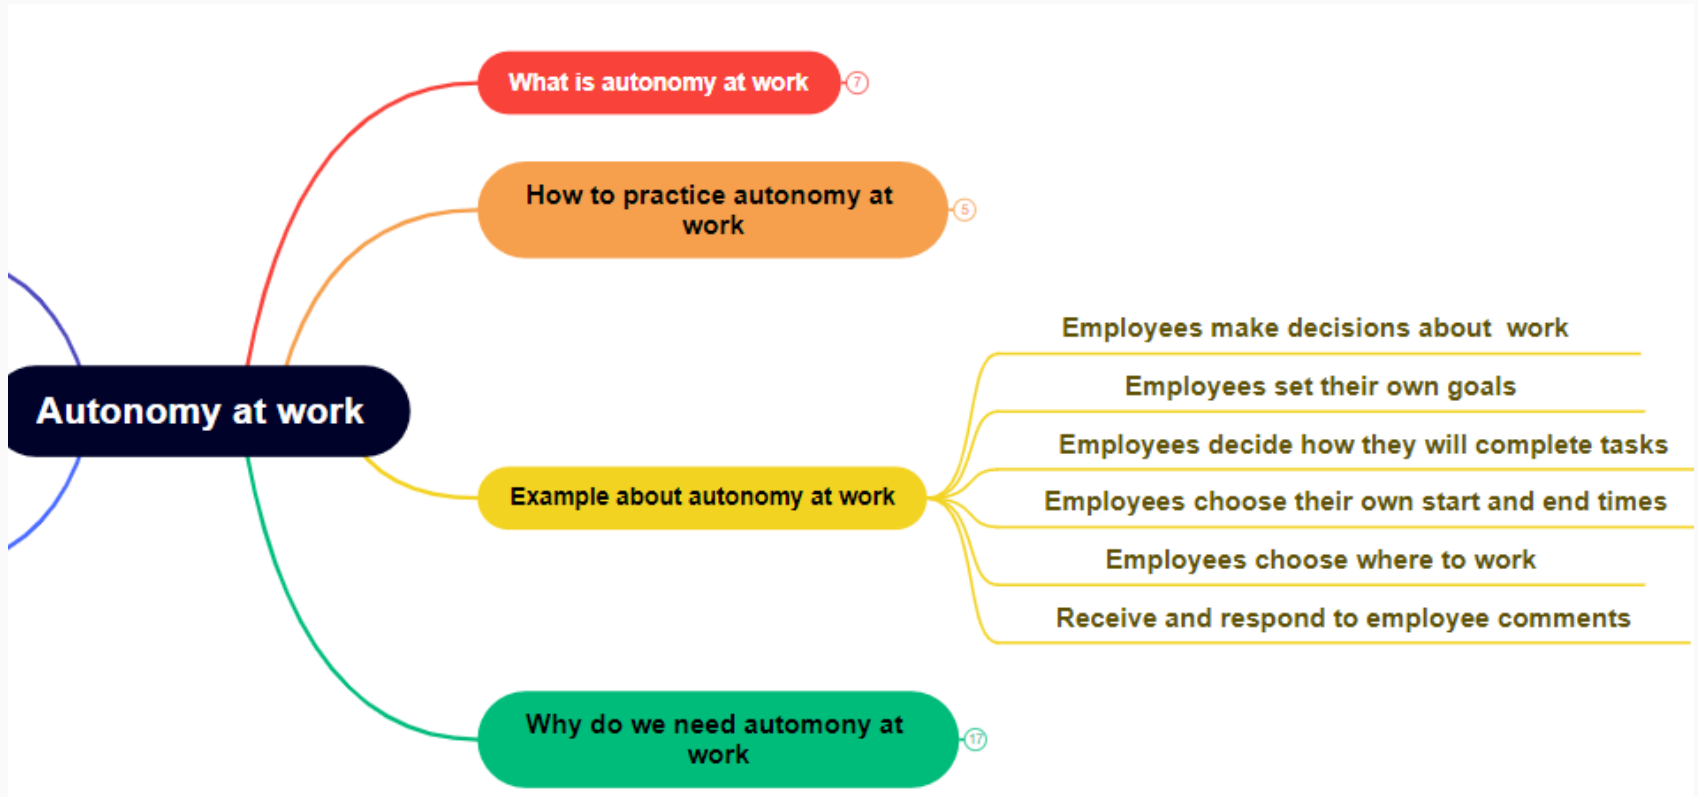 What is autonomy at work
7
How to practice autonomy at
work
5
Autonomy at work
Example about autonomy at work
Employees make decisions about  work
Employees set their own goals
Employees decide how they will complete tasks
Employees choose their own start and end times
Employees choose where to work
Receive and respond to employee comments
Why do we need automony at
work
17